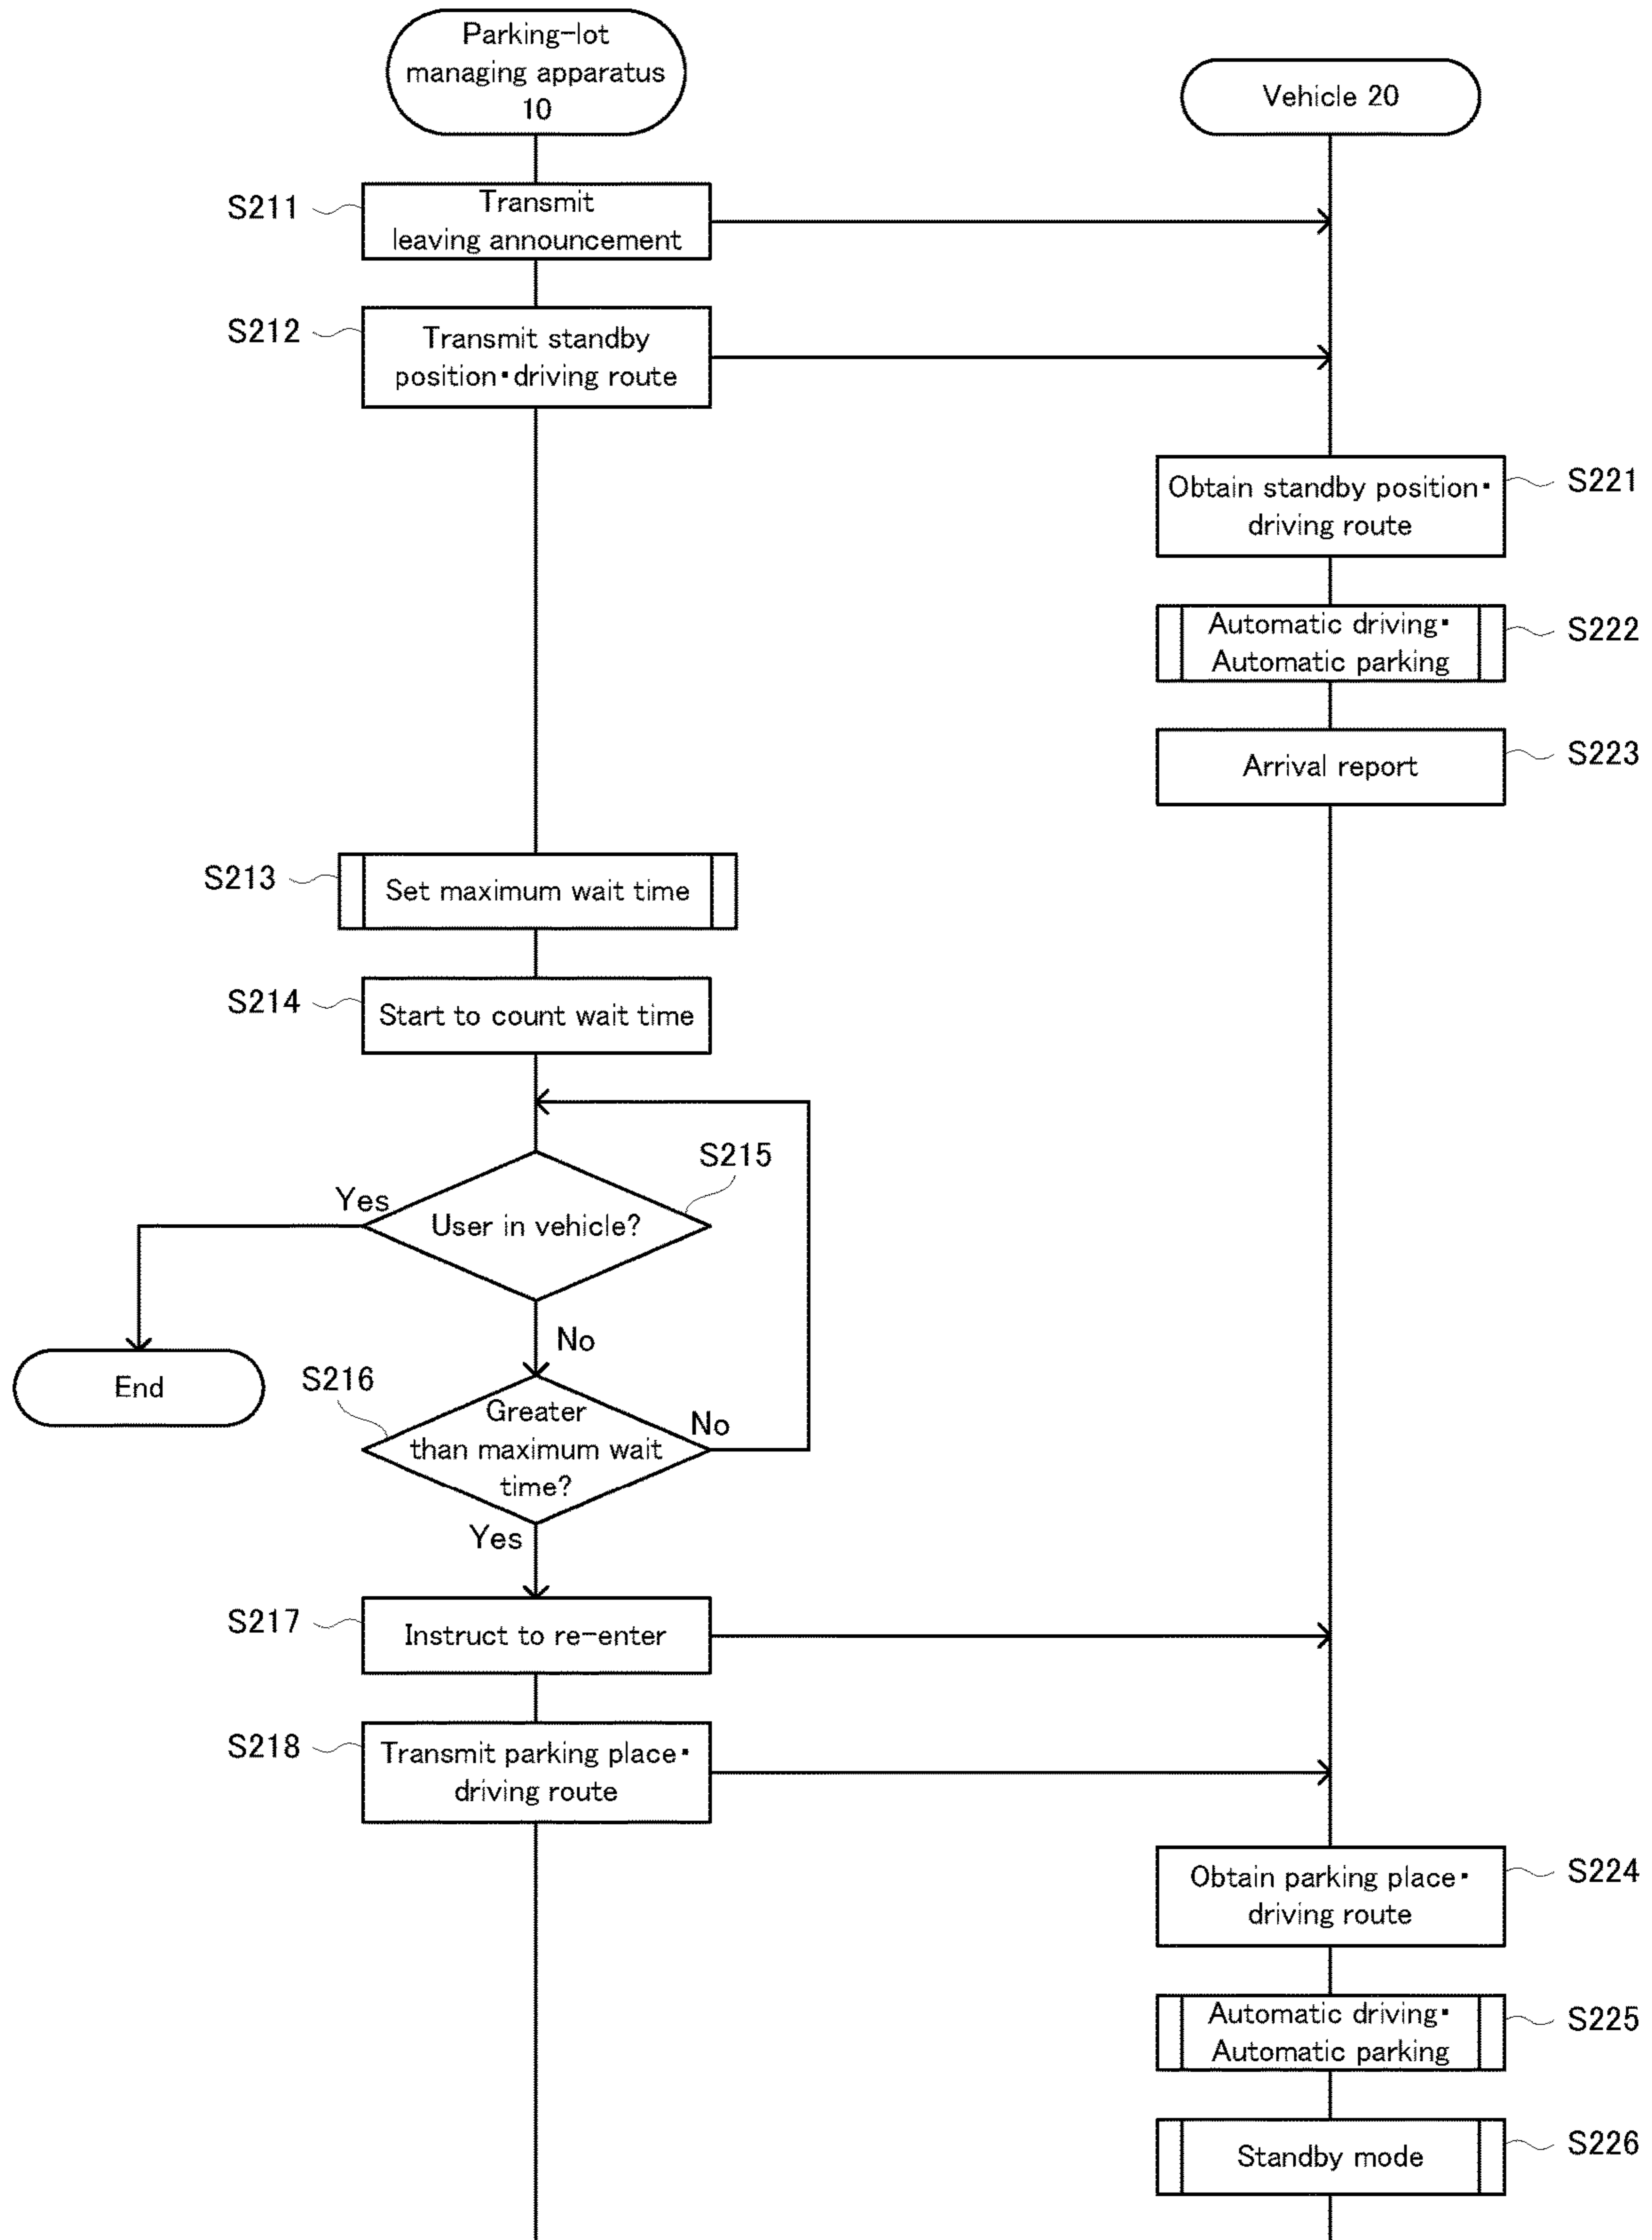 Parking-lot
managing apparatus
10
Vehicle 20
S211
Transmit
leaving announcement
S212
Transmit standby
position・driving route
Obtain standby position・
driving route
S221
Automatic driving・
Automatic parking
S222
Arrival report
S223
S213
Set maximum wait time
S214
Start to count wait time
S215
Yes
User in vehicle?
No
End
S216
Greater
than maximum wait
time?
No
Yes
S217
Instruct to re-enter
S218
Transmit parking place・
driving route
Obtain parking place・
driving route
S224
Automatic driving・
Automatic parking
S225
Standby mode
S226